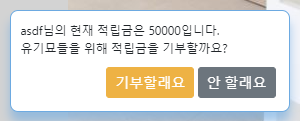 asdf님의 현재 적립금은 50000입니다.
유기묘들을 위해 적립금을 기부할까요?
기부할래요 안 할래요